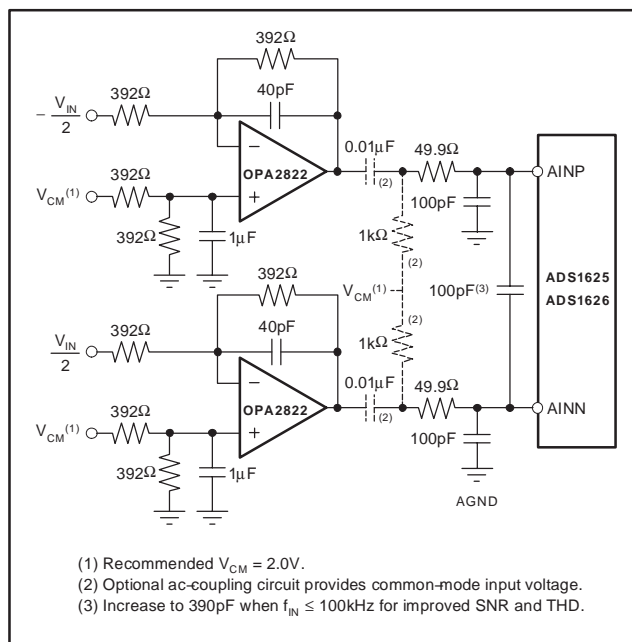 392Ω
40pF
− V_IN/2
392Ω
OPA2822
V_CM(1)
392Ω
392Ω
1μF
0.01μF
(2)
49.9Ω
100pF
AINP
1kΩ
(2)
V_CM(1)
100pF(3)
ADS1625
ADS1626
392Ω
40pF
V_IN/2
392Ω
OPA2822
V_CM(1)
392Ω
392Ω
1μF
(2)
1kΩ
0.01μF
(2)
49.9Ω
100pF
AINN
AGND
(1) Recommended V_CM = 2.0V.
(2) Optional ac-coupling circuit provides common-mode input voltage.
(3) Increase to 390pF when f_IN ≤ 100kHz for improved SNR and THD.